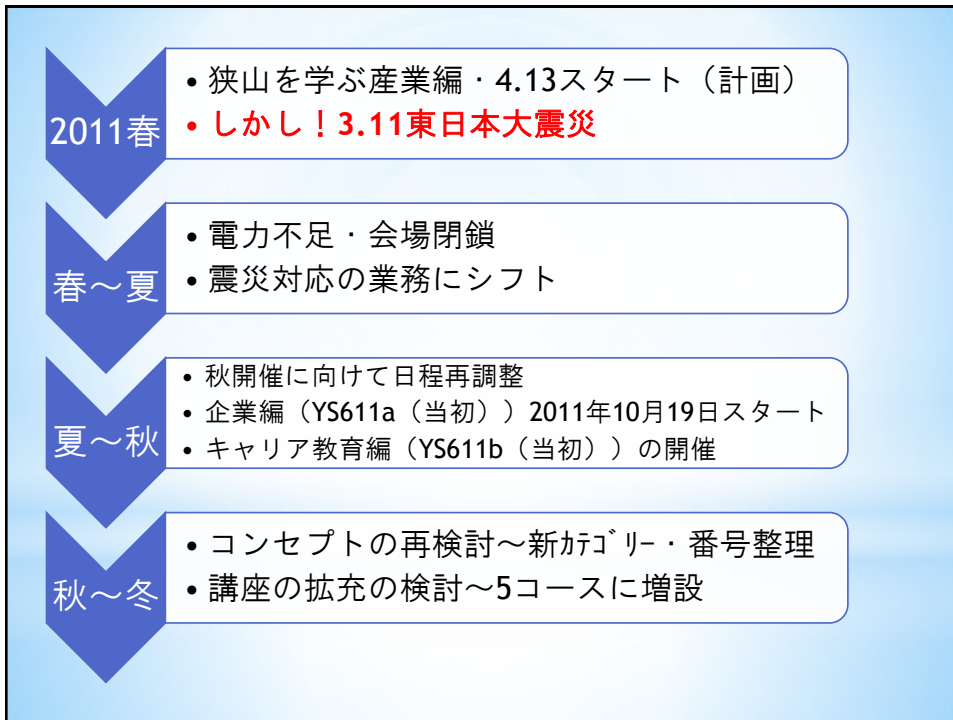 2011春
• 狭山を学ぶ産業編・4.13スタート（計画）
• しかし！3.11東日本大震災
春～夏
• 電力不足・会場閉鎖
• 震災対応の業務にシフト
夏～秋
• 秋開催に向けて日程再調整
• 企業編（YS611a（当初））2011年10月19日スタート
• キャリア教育編（YS611b（当初））の開催
秋～冬
• コンセプトの再検討～新ｶﾃｺﾞﾘｰ・番号整理
• 講座の拡充の検討～5コースに増設